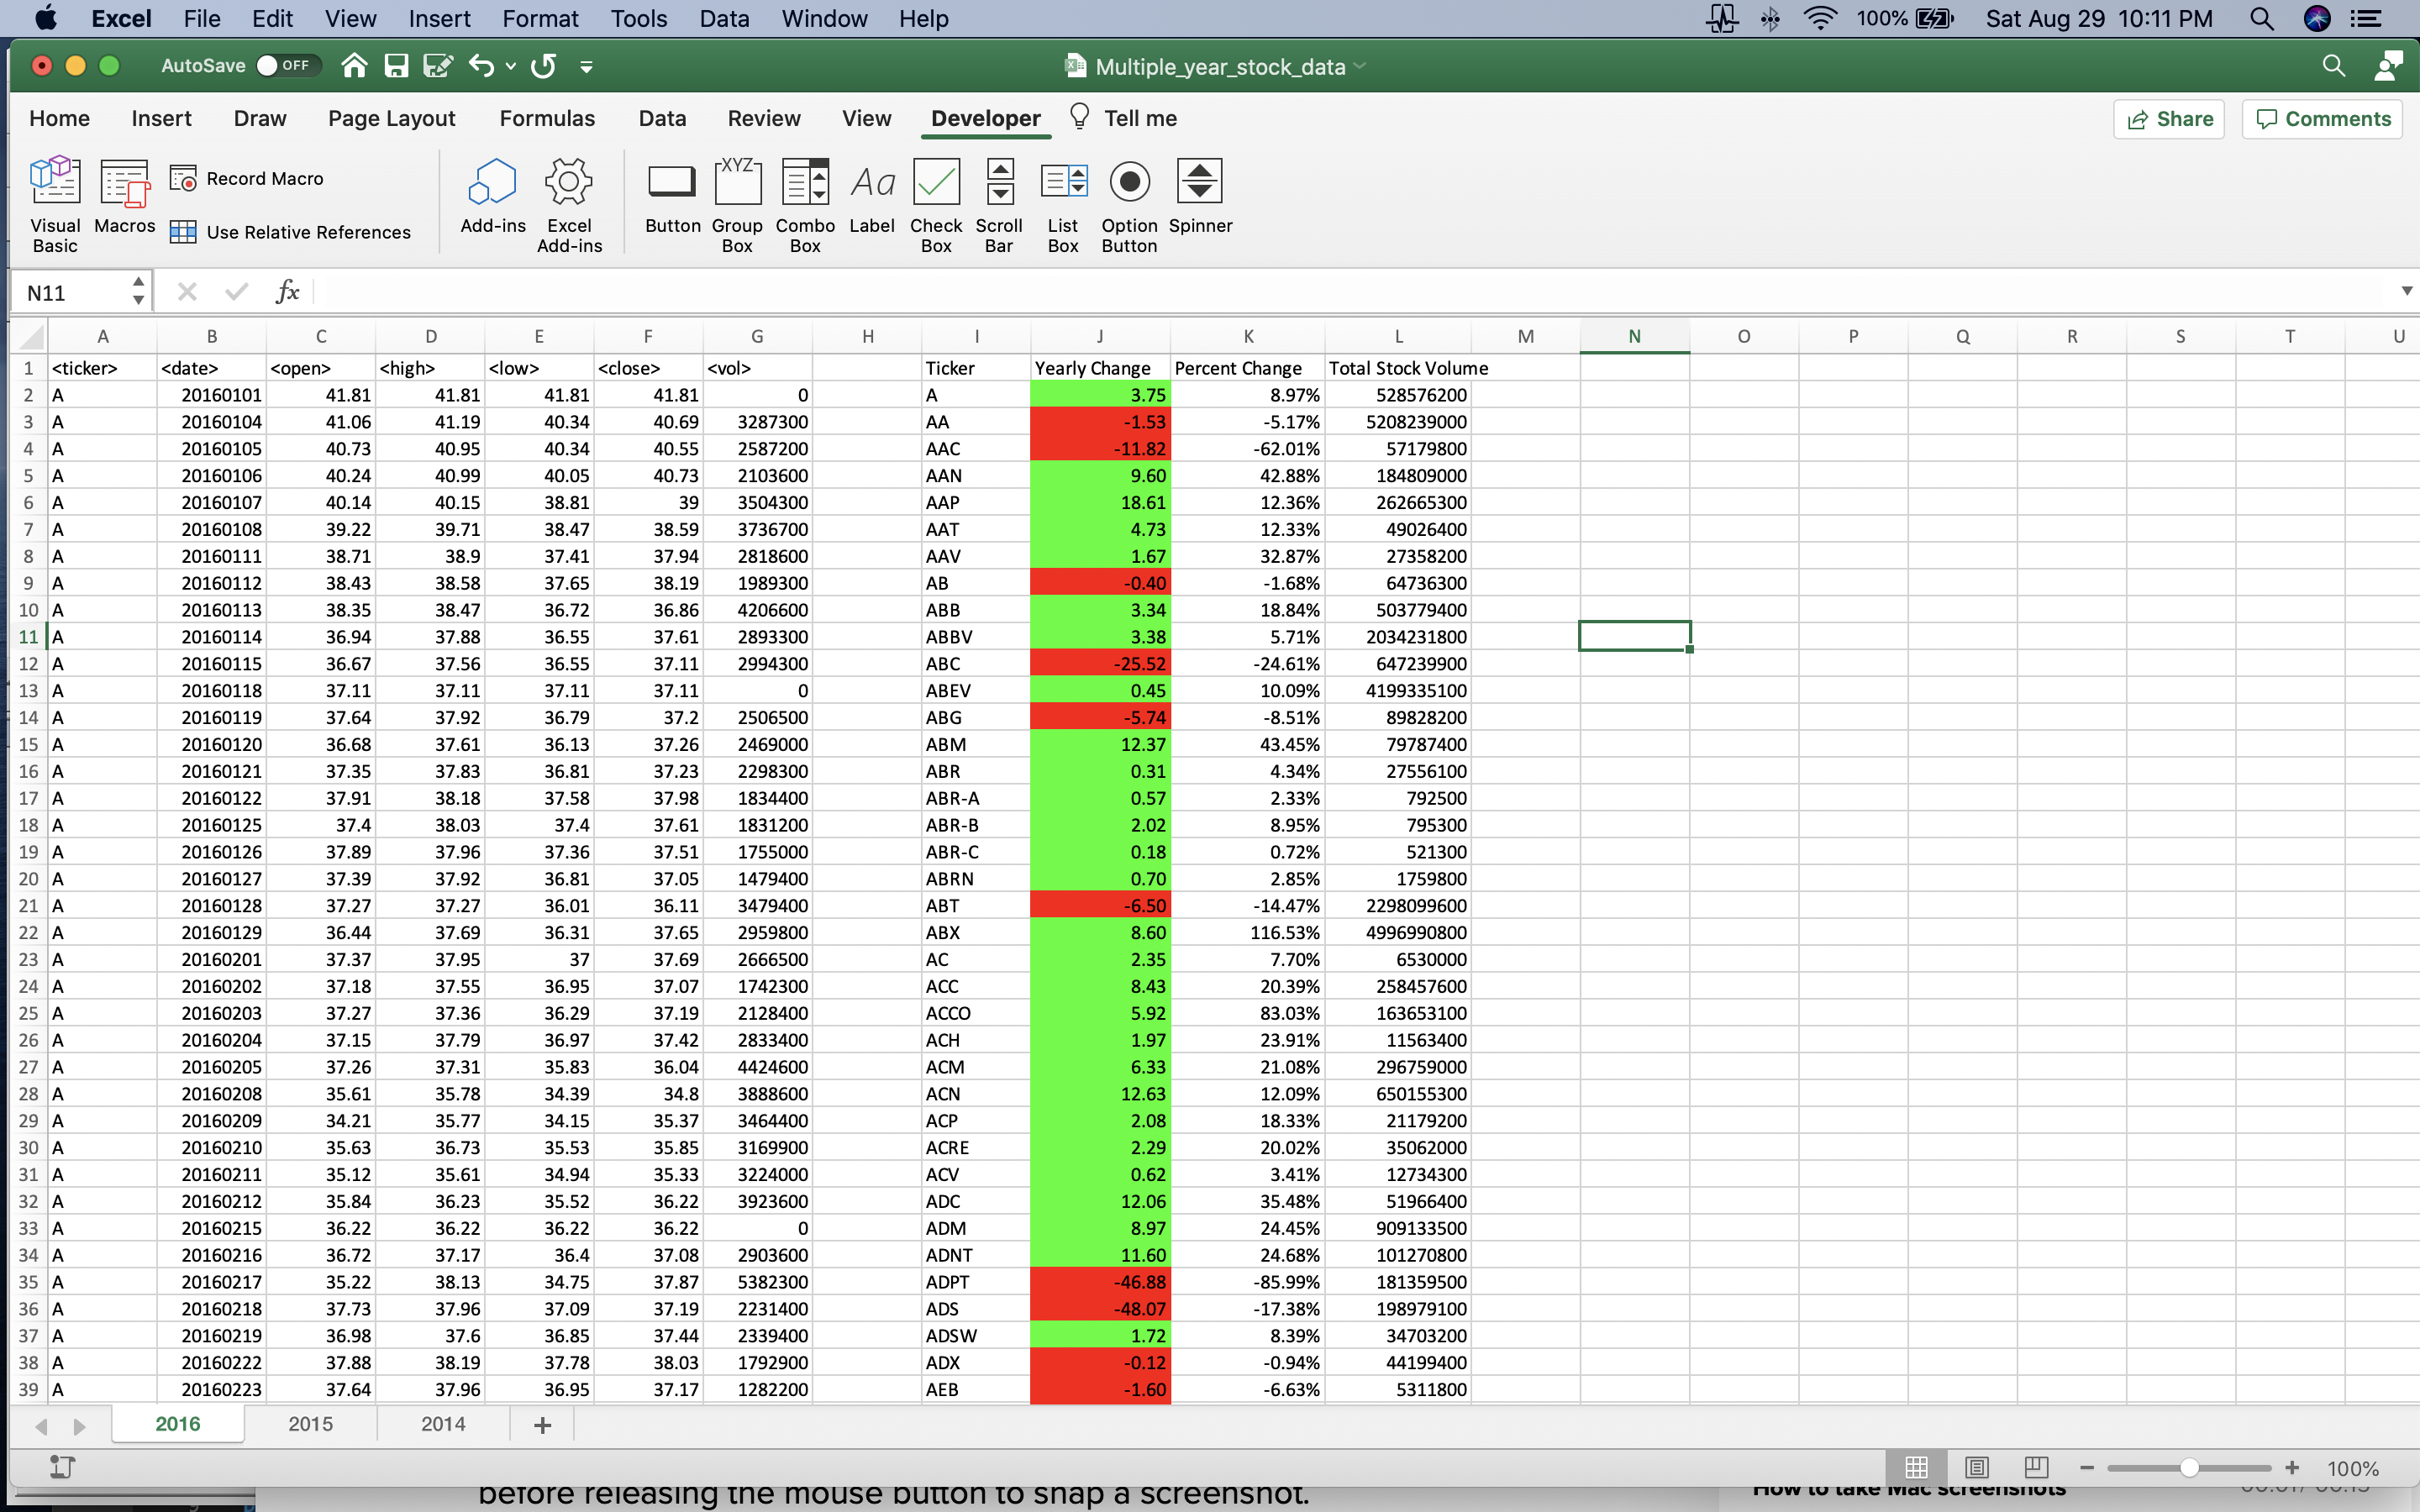 Excel File Edit View Insert Format Tools Data Window Help 100% Sat Aug 29 10:11 PM
AutoSave OFF Multiple_year_stock_data
Home Insert Draw Page Layout Formulas Data Review View Developer Tell me Share Comments
Visual Basic Macros Record Macro Use Relative References Add-ins Excel Add-ins Button XYZ Group Box Combo Box Aa Label Check Box Scroll Bar List Box Option Button Spinner
N11 fx
A B C D E F G H I J K L M N O P Q R S T U
1 <ticker> <date> <open> <high> <low> <close> <vol> Ticker Yearly Change Percent Change Total Stock Volume
2 A 20160101 41.81 41.81 41.81 41.81 0 A 3.75 8.97% 528576200
3 A 20160104 41.06 41.19 40.34 40.69 3287300 AA -1.53 -5.17% 5208239000
4 A 20160105 40.73 40.95 40.34 40.55 2587200 AAC -11.82 -62.01% 57179800
5 A 20160106 40.24 40.99 40.05 40.73 2103600 AAN 9.60 42.88% 184809000
6 A 20160107 40.14 40.15 38.81 39 3504300 AAP 18.61 12.36% 262665300
7 A 20160108 39.22 39.71 38.47 38.59 3736700 AAT 4.73 12.33% 49026400
8 A 20160111 38.71 38.9 37.41 37.94 2818600 AAV 1.67 32.87% 27358200
9 A 20160112 38.43 38.58 37.65 38.19 1989300 AB -0.40 -1.68% 64736300
10 A 20160113 38.35 38.47 36.72 36.86 4206600 ABB 3.34 18.84% 503779400
11 A 20160114 36.94 37.88 36.55 37.61 2893300 ABBV 3.38 5.71% 2034231800
12 A 20160115 36.67 37.56 36.55 37.11 2994300 ABC -25.52 -24.61% 647239900
13 A 20160118 37.11 37.11 37.11 37.11 0 ABEV 0.45 10.09% 4199335100
14 A 20160119 37.64 37.92 36.79 37.2 2506500 ABG -5.74 -8.51% 89828200
15 A 20160120 36.68 37.61 36.13 37.26 2469000 ABM 12.37 43.45% 79787400
16 A 20160121 37.35 37.83 36.81 37.23 2298300 ABR 0.31 4.34% 27556100
17 A 20160122 37.91 38.18 37.58 37.98 1834400 ABR-A 0.57 2.33% 792500
18 A 20160125 37.4 38.03 37.4 37.61 1831200 ABR-B 2.02 8.95% 795300
19 A 20160126 37.89 37.96 37.36 37.51 1755000 ABR-C 0.18 0.72% 521300
20 A 20160127 37.39 37.92 36.81 37.05 1479400 ABRN 0.70 2.85% 1759800
21 A 20160128 37.27 37.27 36.01 36.11 3479400 ABT -6.50 -14.47% 2298099600
22 A 20160129 36.44 37.69 36.31 37.65 2959800 ABX 8.60 116.53% 4996990800
23 A 20160201 37.37 37.95 37 37.69 2666500 AC 2.35 7.70% 6530000
24 A 20160202 37.18 37.55 36.95 37.07 1742300 ACC 8.43 20.39% 258457600
25 A 20160203 37.27 37.36 36.29 37.19 2128400 ACCO 5.92 83.03% 163653100
26 A 20160204 37.15 37.79 36.97 37.42 2833400 ACH 1.97 23.91% 11563400
27 A 20160205 37.26 37.31 35.83 36.04 4424600 ACM 6.33 21.08% 296759000
28 A 20160208 35.61 35.78 34.39 34.8 3888600 ACN 12.63 12.09% 650155300
29 A 20160209 34.21 35.77 34.15 35.37 3464400 ACP 2.08 18.33% 21179200
30 A 20160210 35.63 36.73 35.53 35.85 3169900 ACRE 2.29 20.02% 35062000
31 A 20160211 35.12 35.61 34.94 35.33 3224000 ACV 0.62 3.41% 12734300
32 A 20160212 35.84 36.23 35.52 36.22 3923600 ADC 12.06 35.48% 51966400
33 A 20160215 36.22 36.22 36.22 36.22 0 ADM 8.97 24.45% 909133500
34 A 20160216 36.72 37.17 36.4 37.08 2903600 ADNT 11.60 24.68% 101270800
35 A 20160217 35.22 38.13 34.75 37.87 5382300 ADPT -46.88 -85.99% 181359500
36 A 20160218 37.73 37.96 37.09 37.19 2231400 ADS -48.07 -17.38% 198979100
37 A 20160219 36.98 37.6 36.85 37.44 2339400 ADSW 1.72 8.39% 34703200
38 A 20160222 37.88 38.19 37.78 38.03 1792900 ADX -0.12 -0.94% 44199400
39 A 20160223 37.64 37.96 36.95 37.17 1282200 AEB -1.60 -6.63% 5311800
2016 2015 2014 +
100%
before releasing the mouse button to snap a screenshot. How to take Mac screenshots